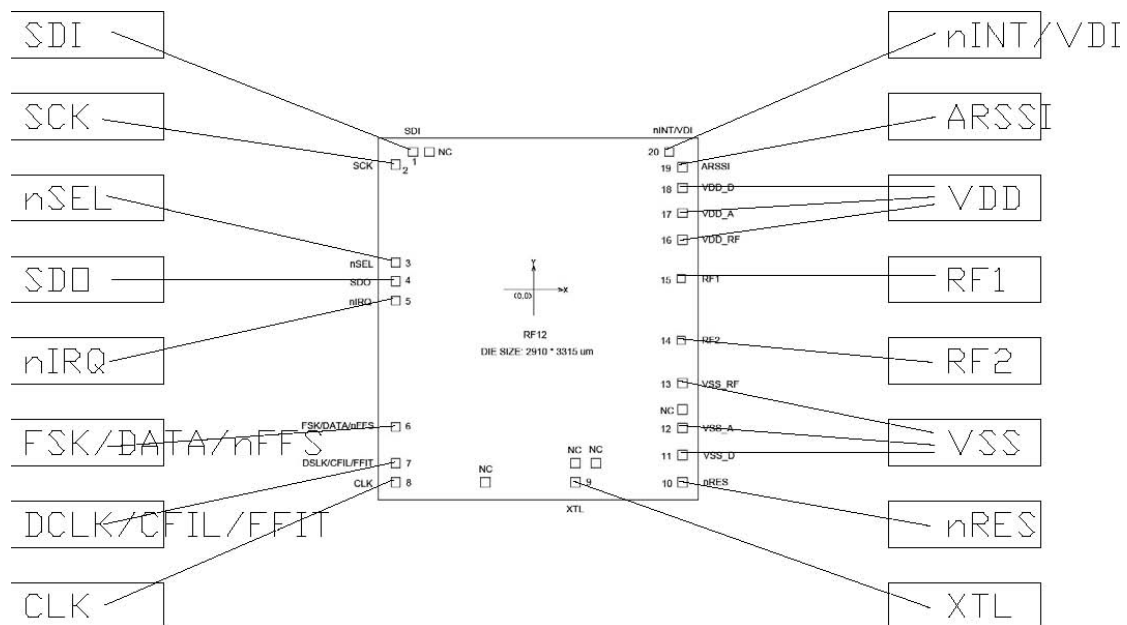 SDI
nINT/VDI
SCK
ARSSI
SDI
nINT/VDI
1
NC
20
SCK
2
19
ARSSI
18
VDD_D
nSEL
VDD
17
VDD_A
16
VDD_RF
nSEL
3
SDO
SDO
4
Y
X
(0,0)
15
RF1
RF1
nIRQ
5
RF12
DIE SIZE: 2910 * 3315 um
14
RF2
nIRQ
RF2
13
VSS_RF
NC
FSK/DATA/nFFS
6
12
VSS_A
FSK/DATA/nFFS
VSS
NC NC
11
VSS_D
DSLK/CFIL/FFIT
7
NC
CLK
8
9
10
nRES
XTL
DCLK/CFIL/FFIT
nRES
CLK
XTL